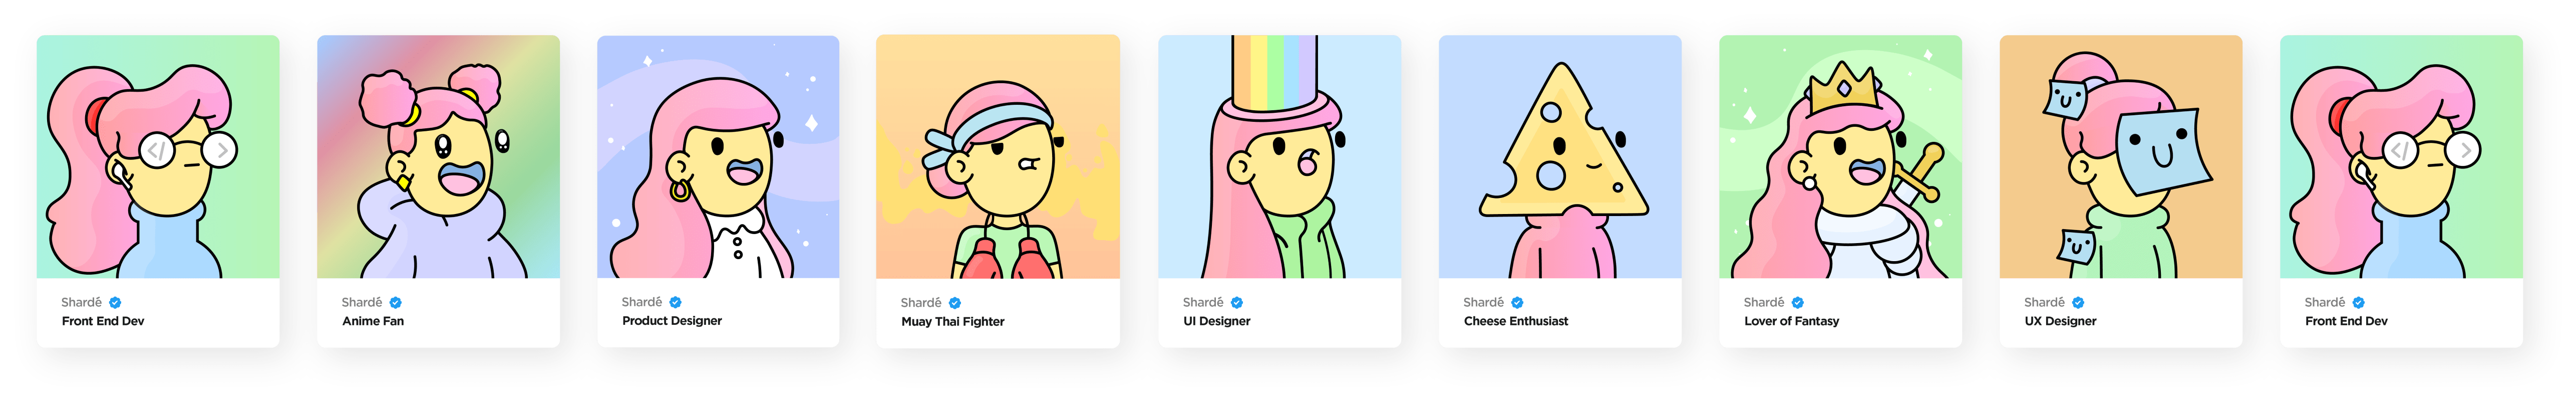 </>
Shardé
Front End Dev
Shardé
Anime Fan
Shardé
Product Designer
Shardé
Muay Thai Fighter
Shardé
UI Designer
Shardé
Cheese Enthusiast
Shardé
Lover of Fantasy
Shardé
UX Designer
</>
Shardé
Front End Dev